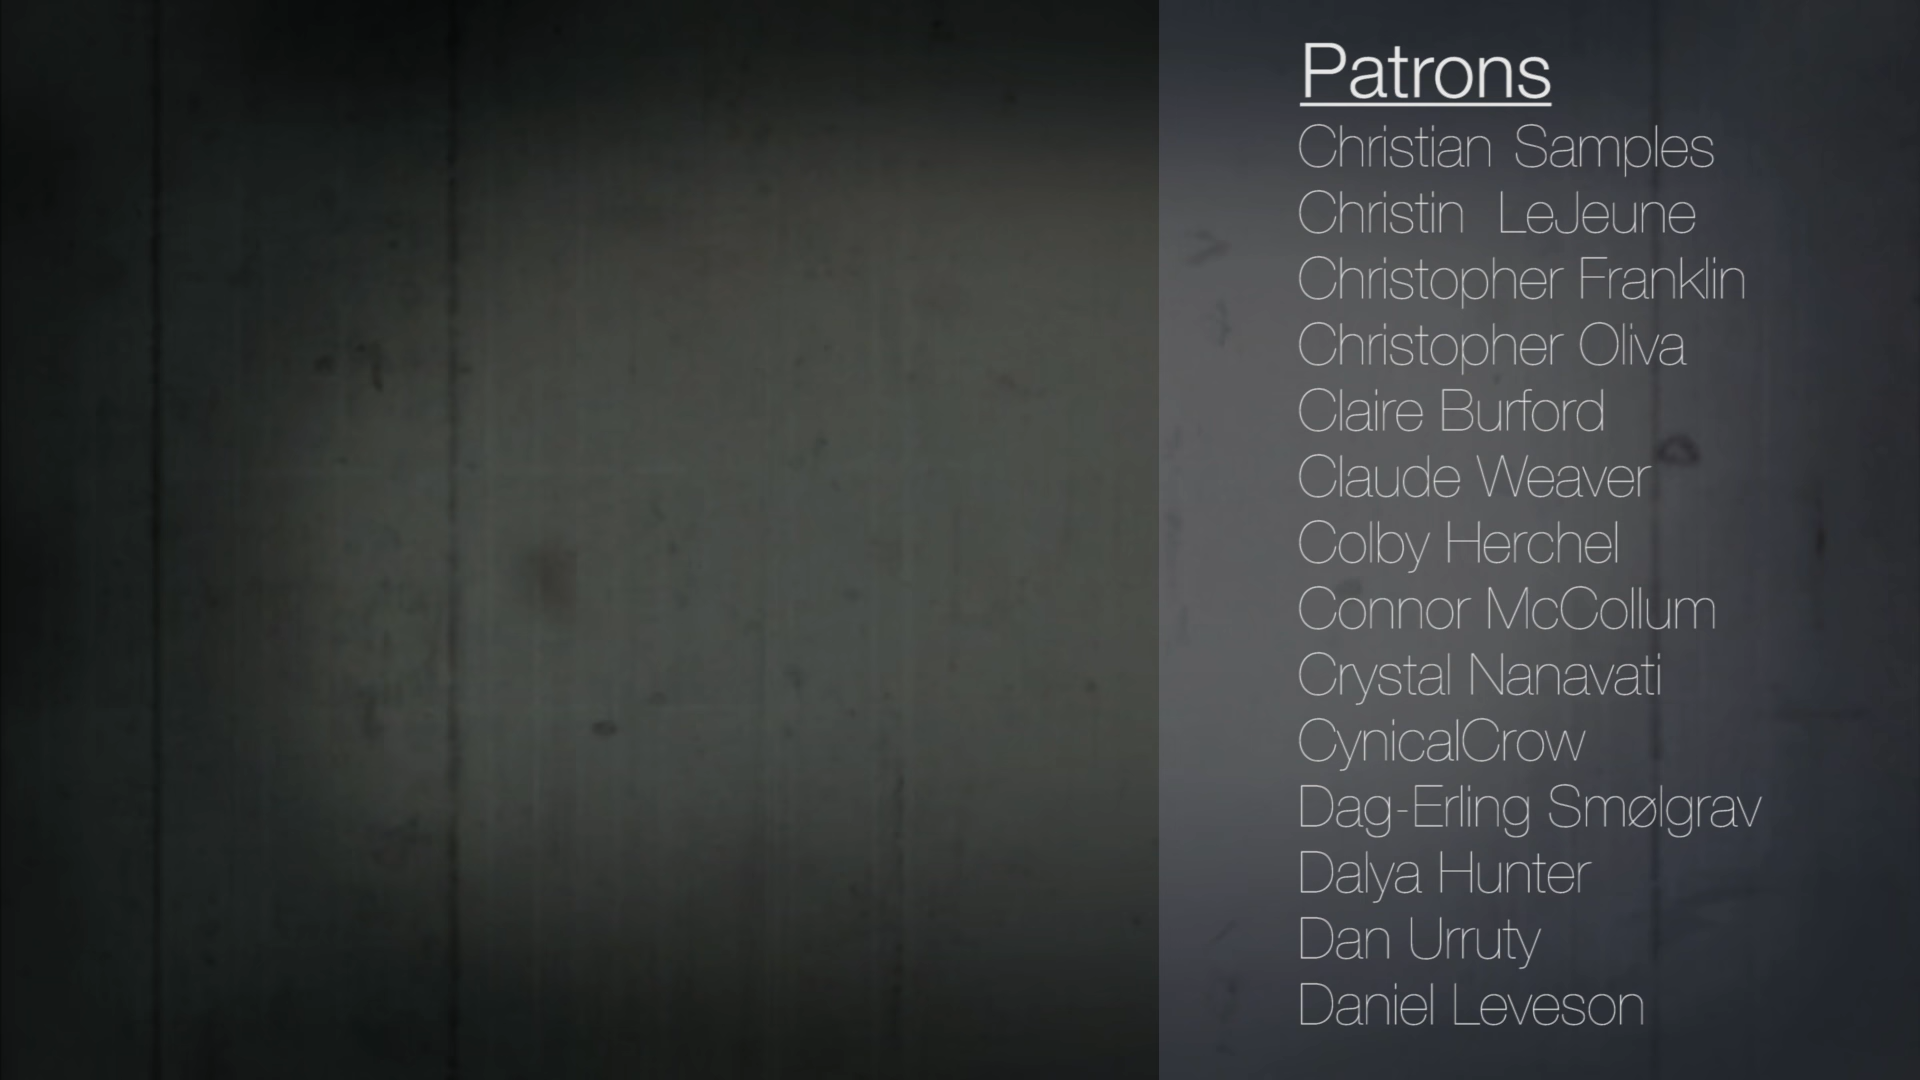 Patrons
Christian Samples
Christin LeJeune
Christopher Franklin
Christopher Oliva
Claire Burford
Claude Weaver
Colby Herchel
Connor McCollum
Crystal Nanavati
CynicalCrow
Dag-Erling Smølgrav
Dalya Hunter
Dan Urruty
Daniel Leveson